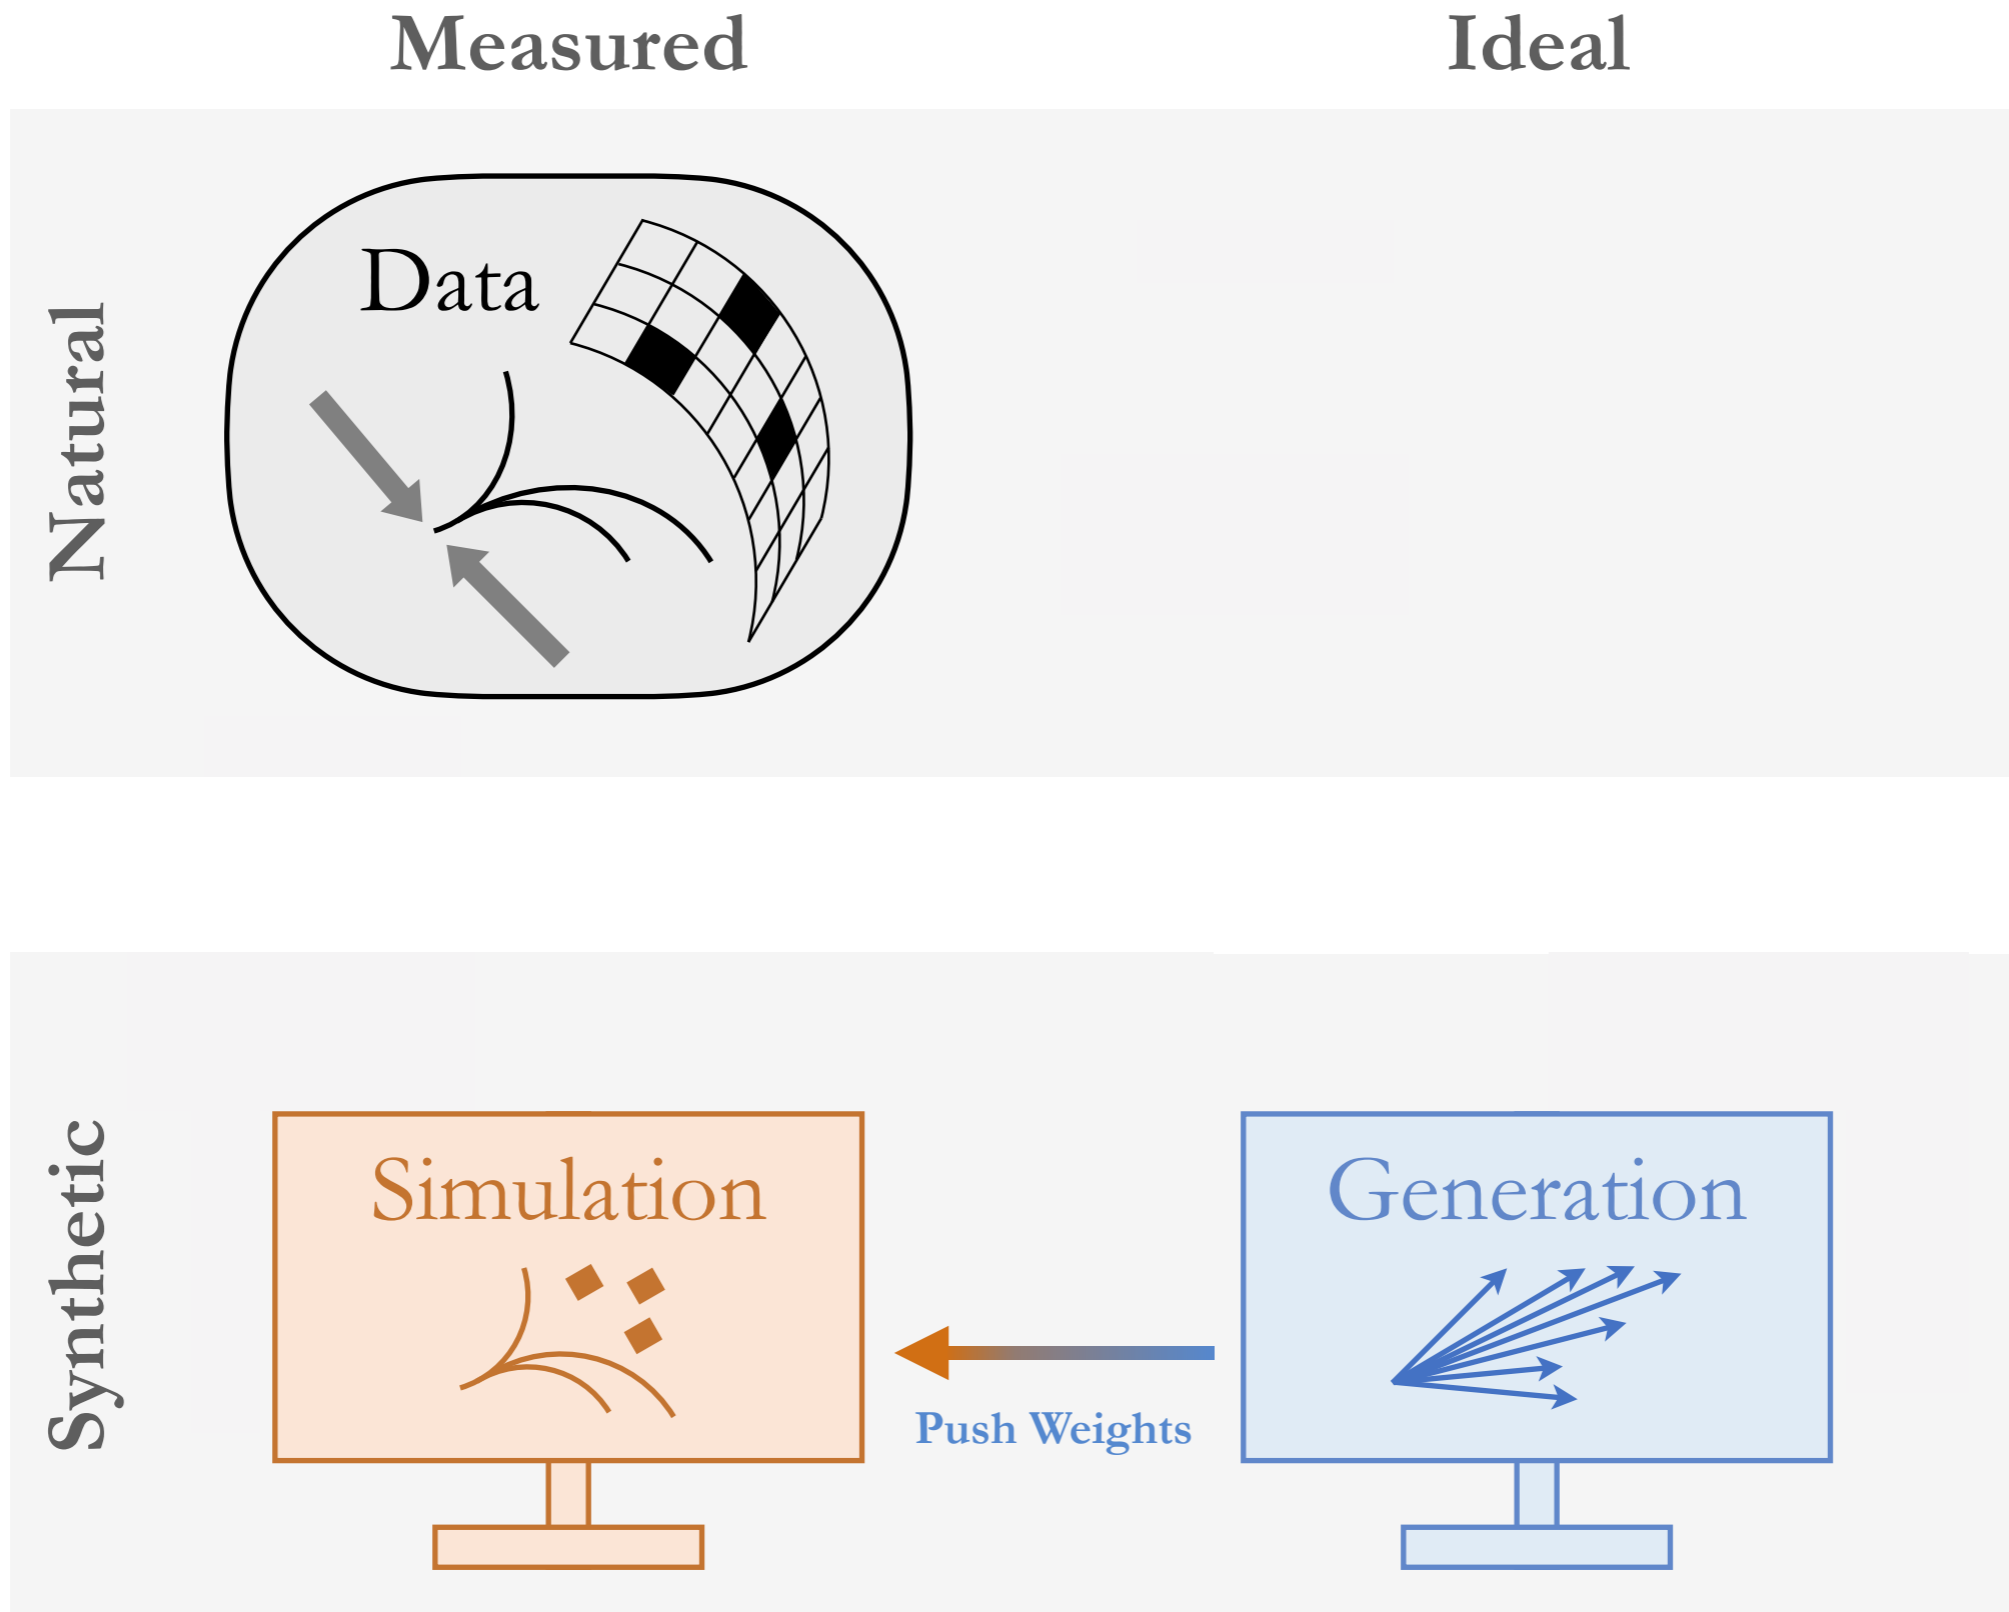 Measured
Ideal
Natural
Data
Synthetic
Simulation
Generation
Push Weights